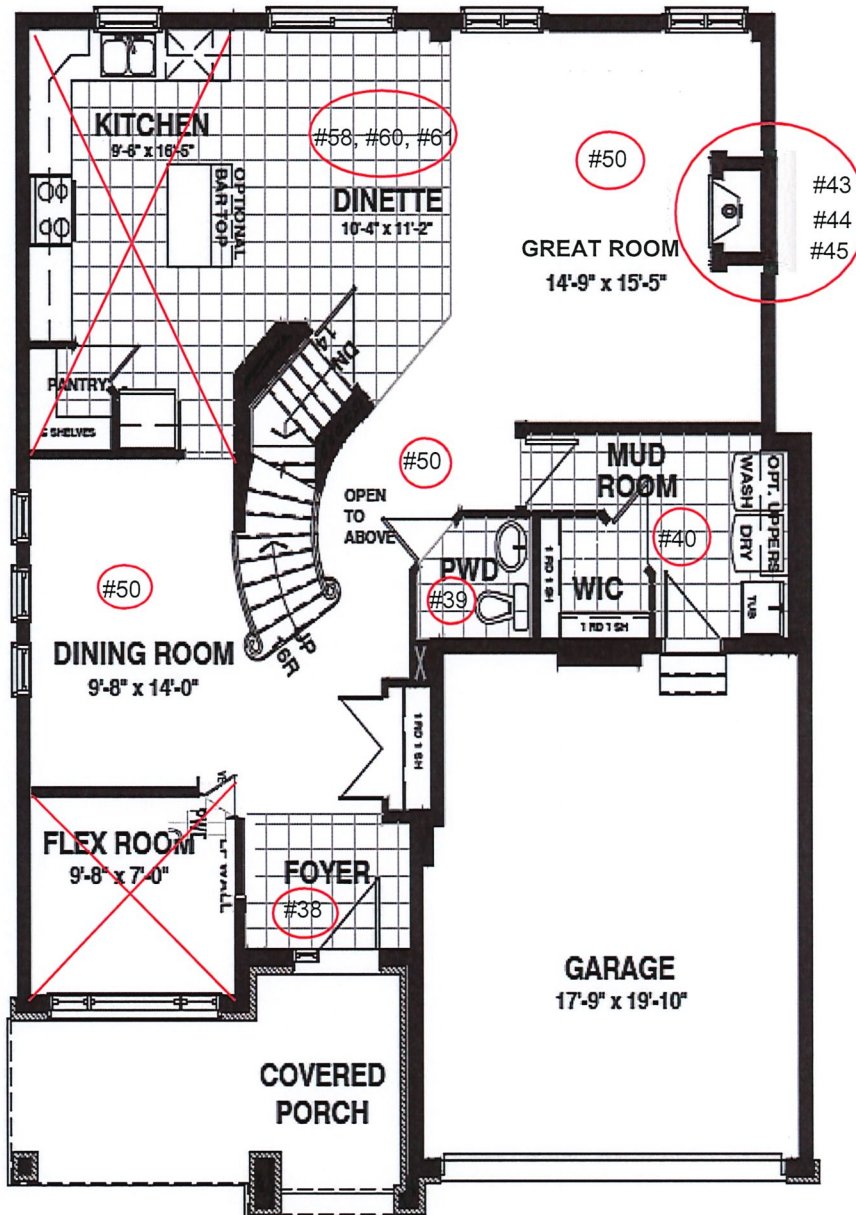 KITCHEN
9'-6" x 16'-5"
#58, #60, #61
#50
#43
#44
#45
OPTIONAL
BAR TOP
DINETTE
10'-4" x 11'-2"
GREAT ROOM
14'-9" x 15'-5"
DN
14
PANTRY
SHELVES
#50
OPEN
TO
ABOVE
MUD
ROOM
OPT. UPPERS
WASH DRY
#40
TUB
PWD
#39
WIC
1 RD 1 SH
1 RD 1 SH
#50
DINING ROOM
9'-8" x 14'-0"
UP
16R
1 RD 1 SH
FLEX ROOM
9'-8" x 7'-0"
WALL
FOYER
#38
GARAGE
17'-9" x 19'-10"
COVERED
PORCH